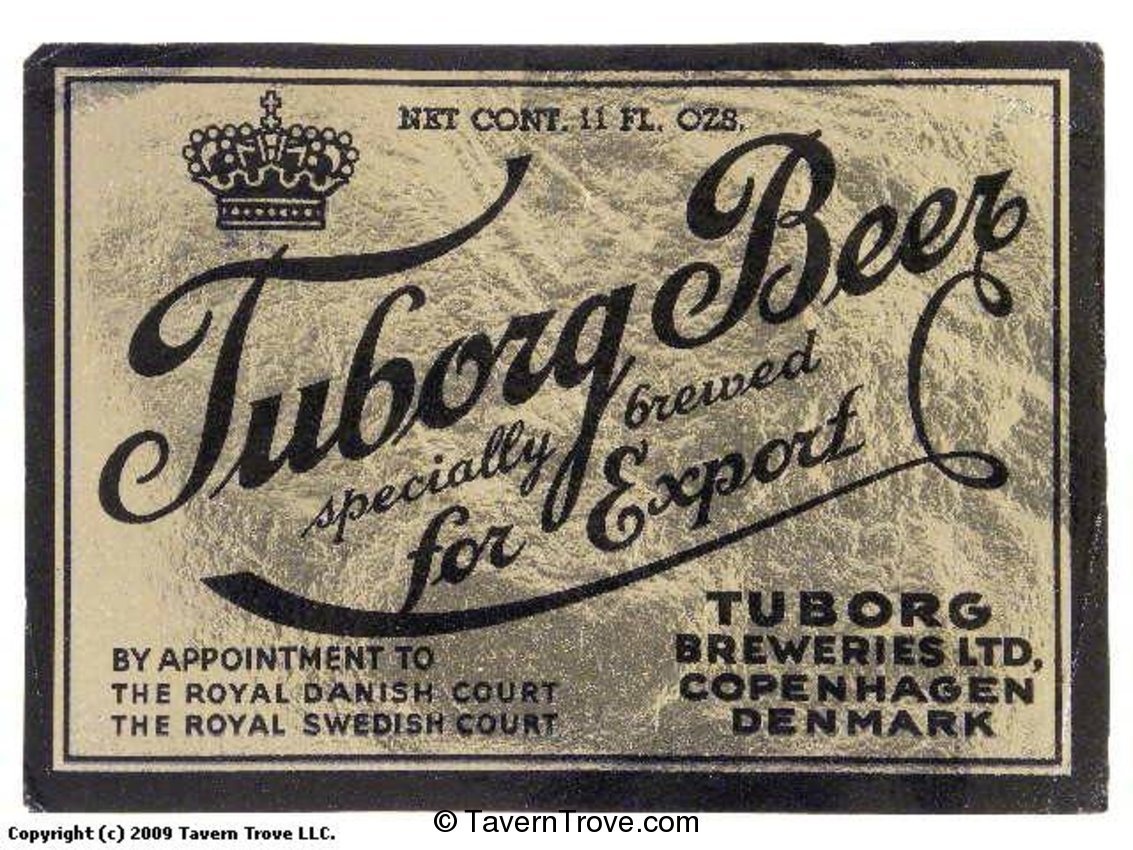 NET CONT. 11 FL. OZS.
Tuborg Beer
specially brewed
for Export
BY APPOINTMENT TO
THE ROYAL DANISH COURT
THE ROYAL SWEDISH COURT
TUBORG
BREWERIES LTD,
COPENHAGEN
DENMARK
Copyright (c) 2009 Tavern Trove LLC.
© TavernTrove.com